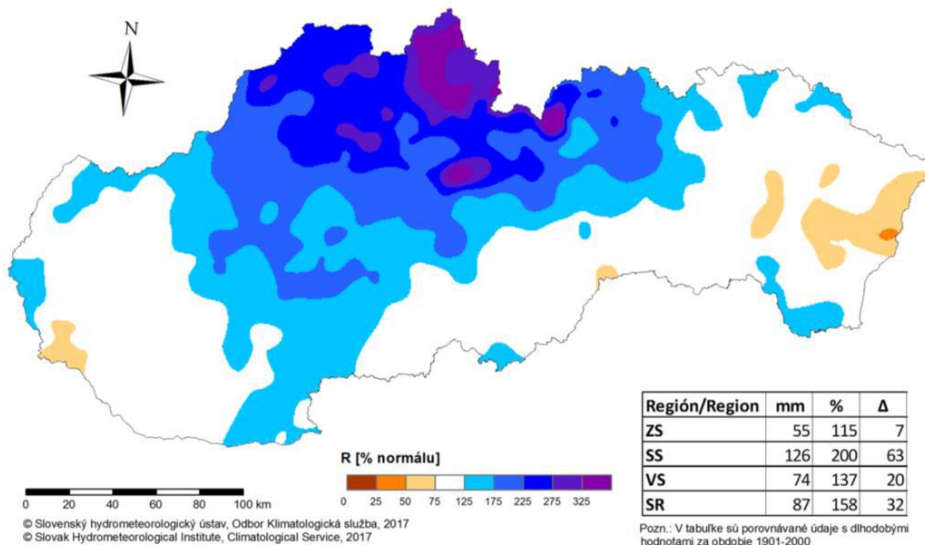 N
Región/Region mm % Δ
ZS 55 115 7
SS 126 200 63
VS 74 137 20
SR 87 158 32
R [% normálu]
0 25 50 75 125 175 225 275 325
0 20 40 60 80 100 km
© Slovenský hydrometeorologický ústav, Odbor Klimatologická služba, 2017
© Slovak Hydrometeorological Institute, Climatological Service, 2017
Pozn.: V tabuľke sú porovnávané údaje s dlhodobými
hodnotami za obdobie 1901-2000